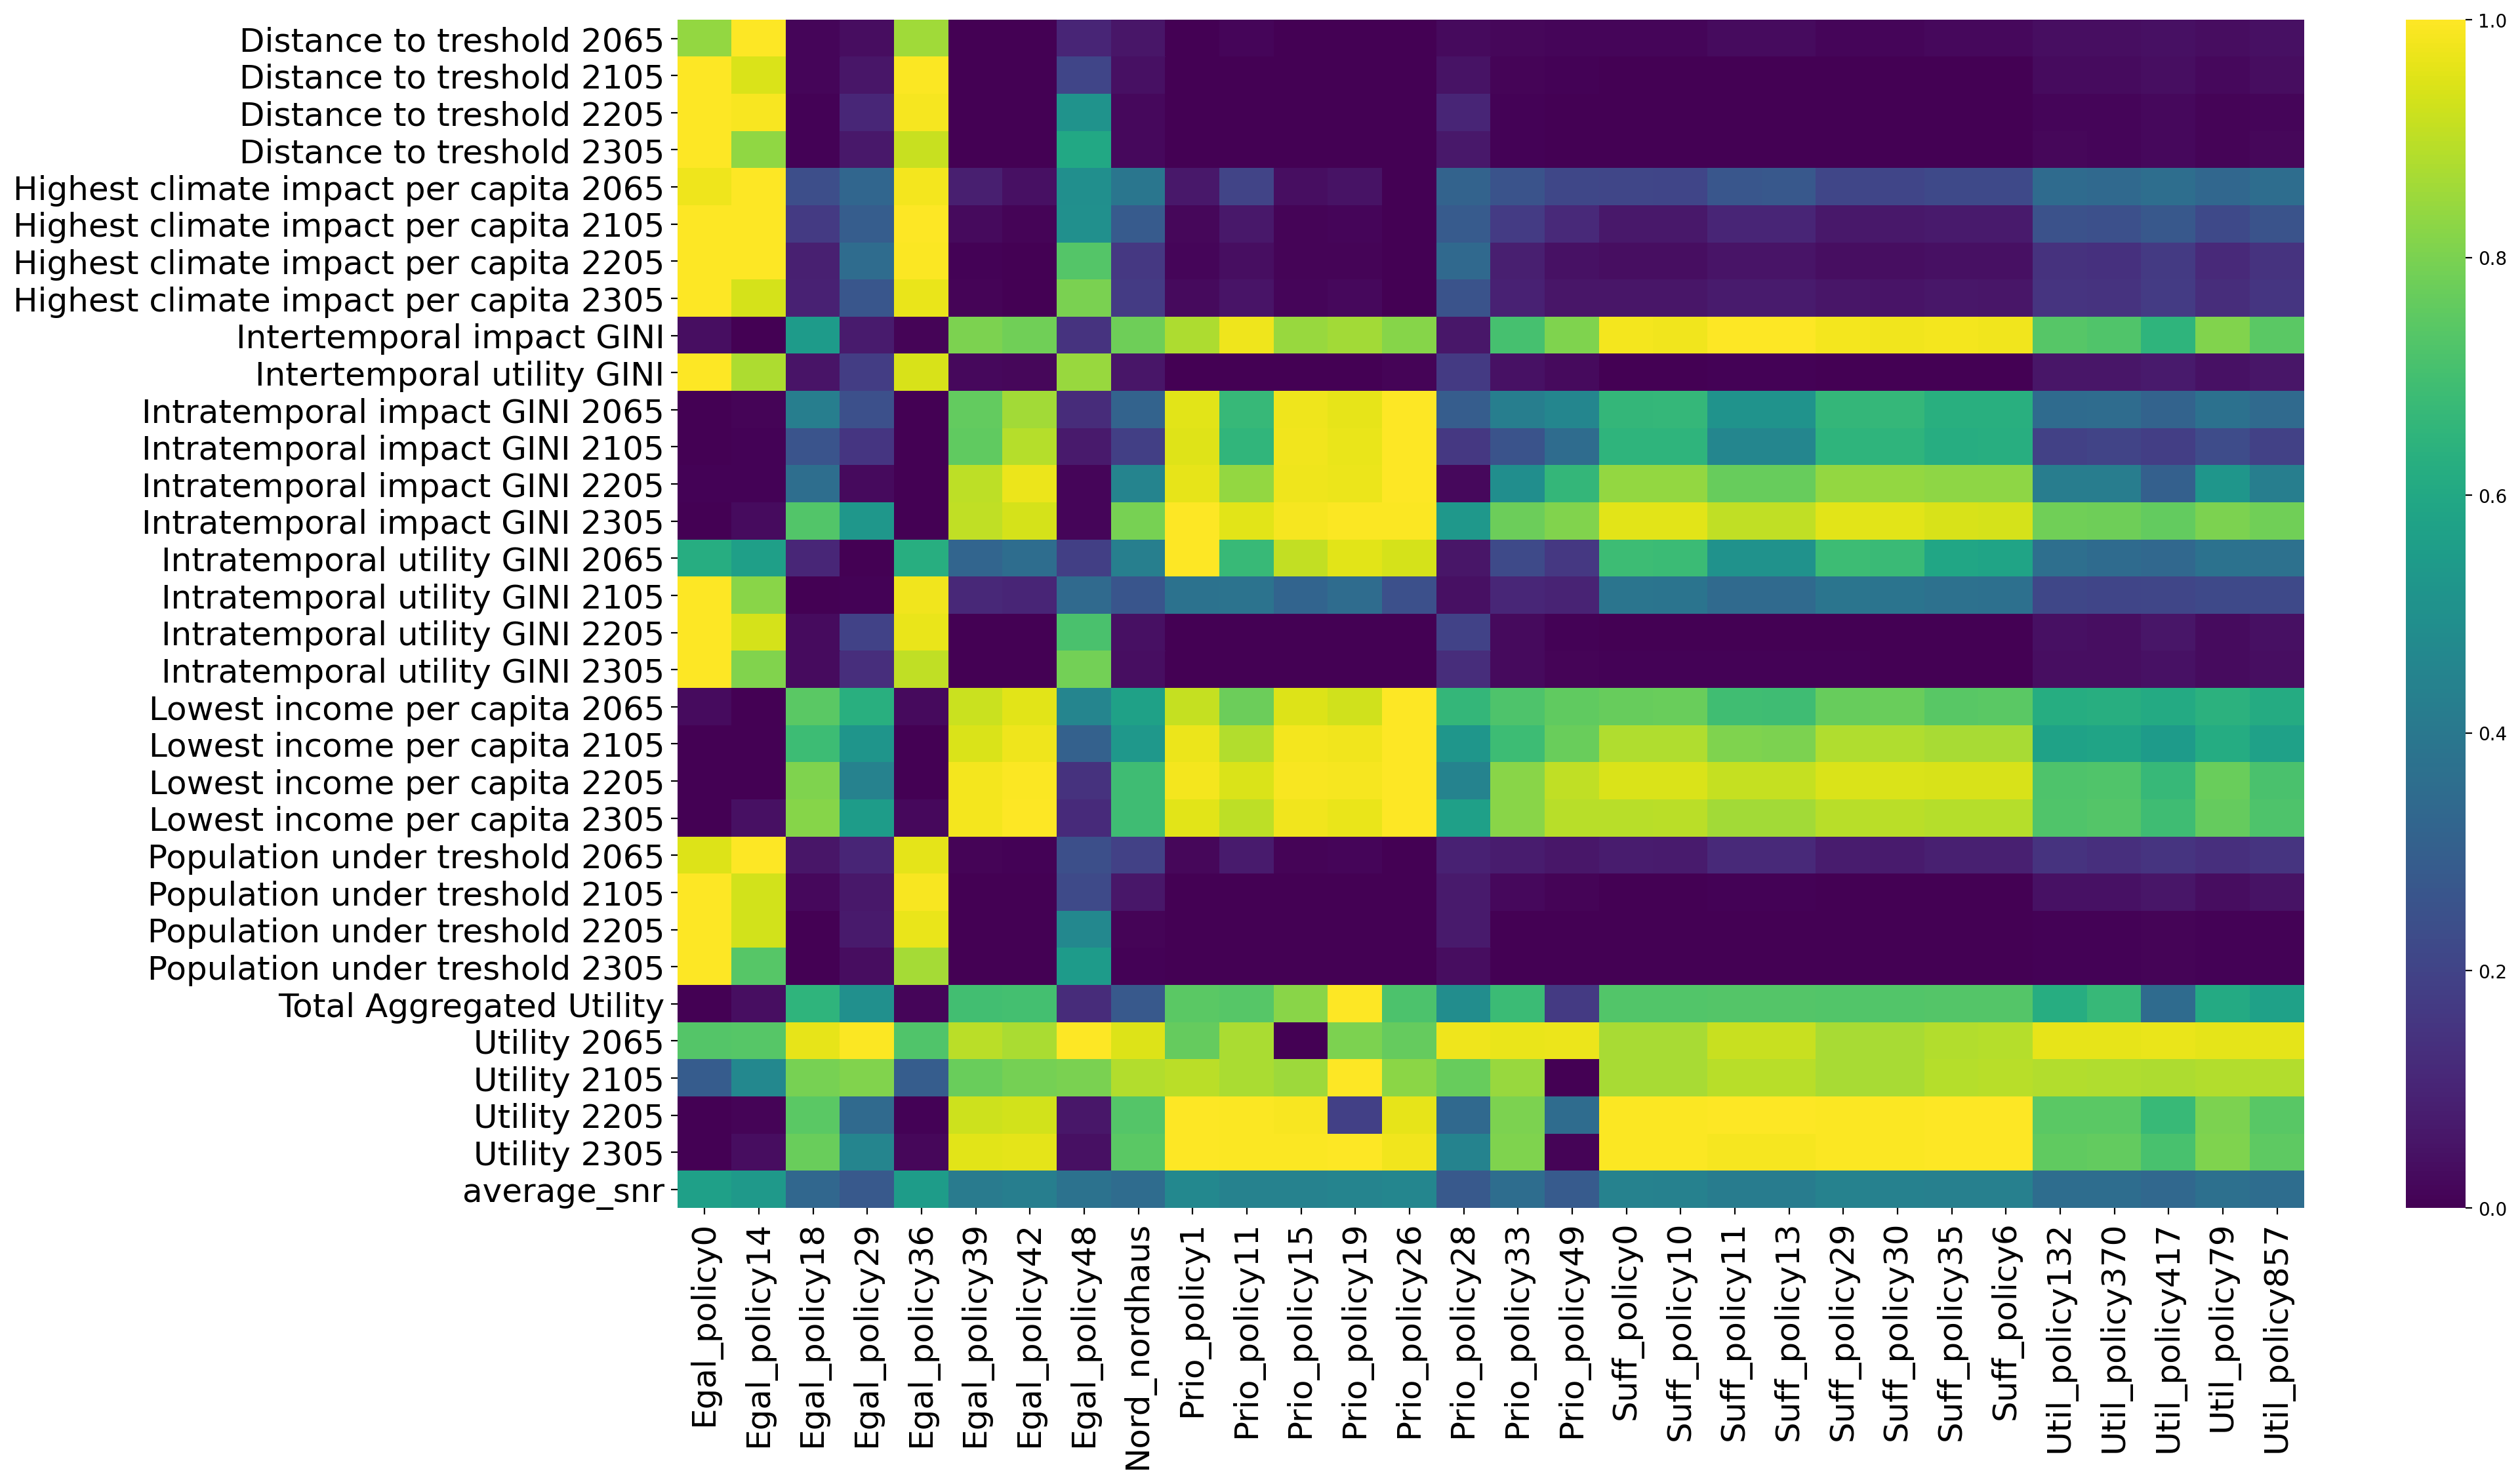 Distance to treshold 2065
Distance to treshold 2105
Distance to treshold 2205
Distance to treshold 2305
Highest climate impact per capita 2065
Highest climate impact per capita 2105
Highest climate impact per capita 2205
Highest climate impact per capita 2305
Intertemporal impact GINI
Intertemporal utility GINI
Intratemporal impact GINI 2065
Intratemporal impact GINI 2105
Intratemporal impact GINI 2205
Intratemporal impact GINI 2305
Intratemporal utility GINI 2065
Intratemporal utility GINI 2105
Intratemporal utility GINI 2205
Intratemporal utility GINI 2305
Lowest income per capita 2065
Lowest income per capita 2105
Lowest income per capita 2205
Lowest income per capita 2305
Population under treshold 2065
Population under treshold 2105
Population under treshold 2205
Population under treshold 2305
Total Aggregated Utility
Utility 2065
Utility 2105
Utility 2205
Utility 2305
average_snr
Egal_policy0
Egal_policy14
Egal_policy18
Egal_policy29
Egal_policy36
Egal_policy39
Egal_policy42
Egal_policy48
Nord_nordhaus
Prio_policy1
Prio_policy11
Prio_policy15
Prio_policy19
Prio_policy26
Prio_policy28
Prio_policy33
Prio_policy49
Suff_policy0
Suff_policy10
Suff_policy11
Suff_policy13
Suff_policy29
Suff_policy30
Suff_policy35
Suff_policy6
Util_policy132
Util_policy370
Util_policy417
Util_policy79
Util_policy857
1.0
0.8
0.6
0.4
0.2
0.0